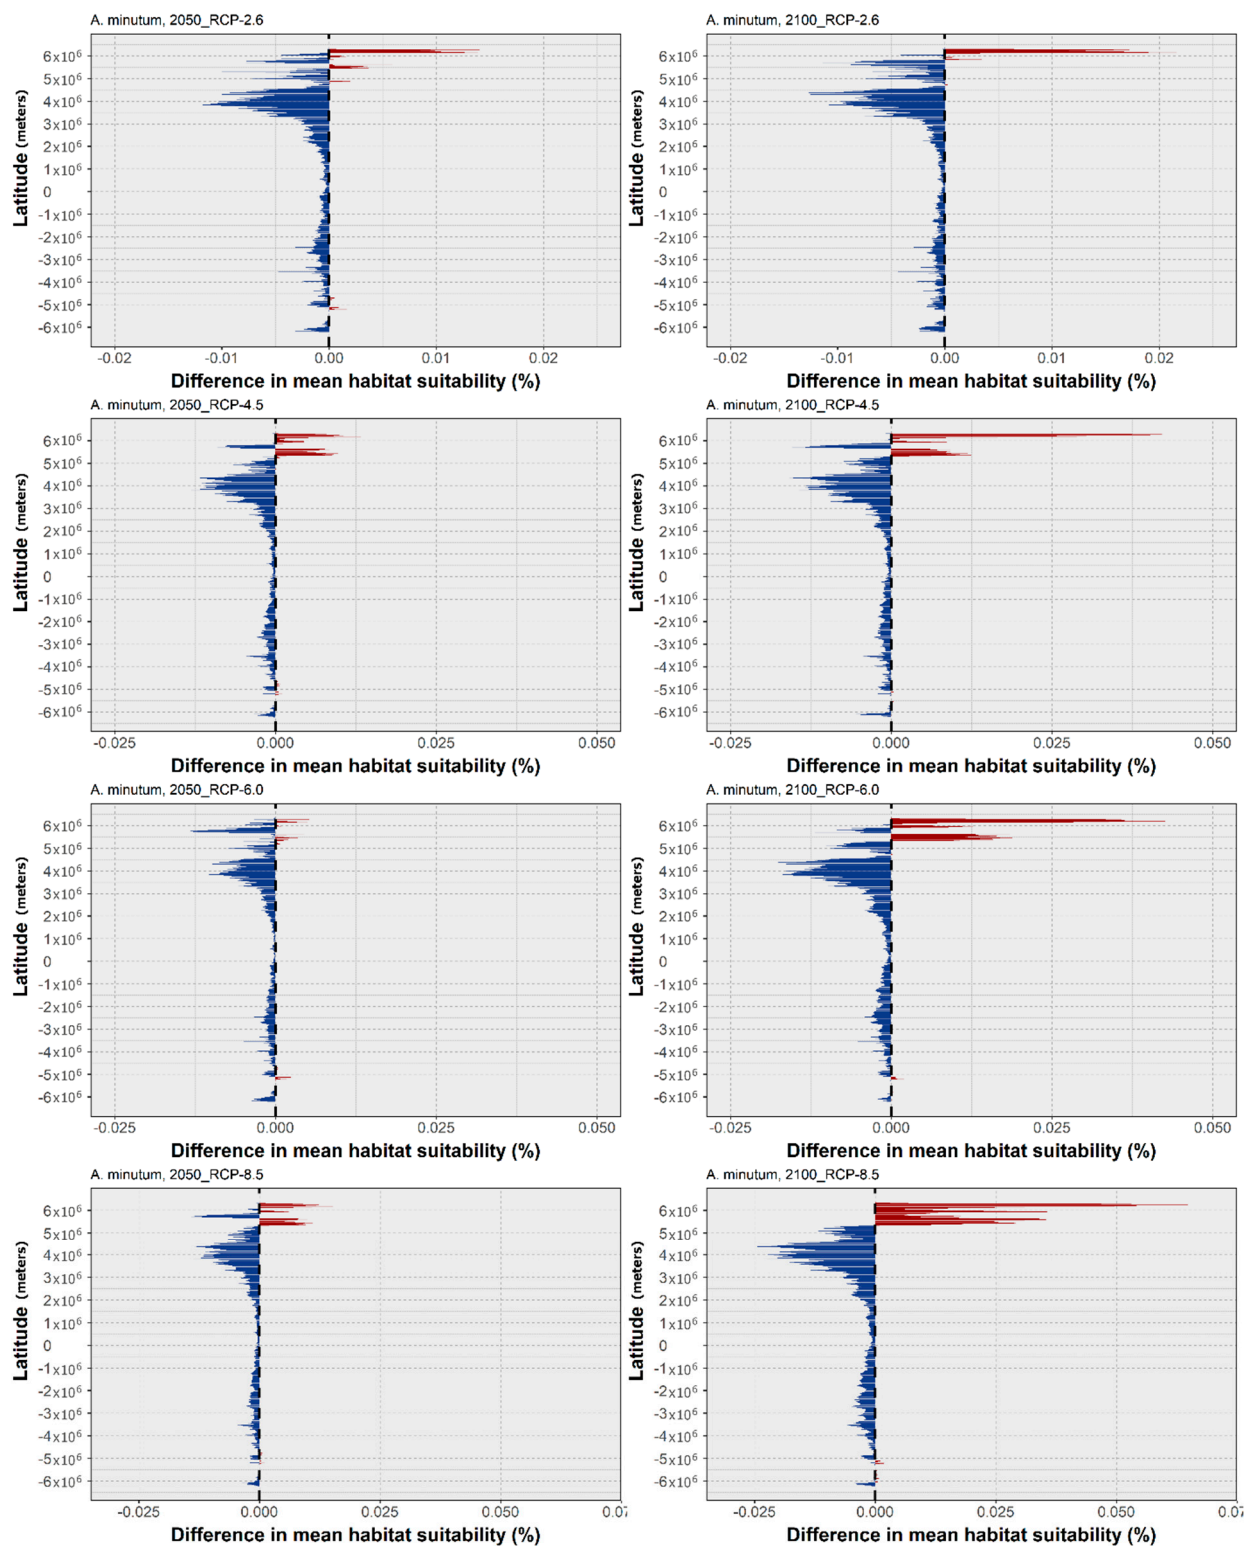 A. minutum, 2050_RCP-2.6
Latitude (meters)
6x10⁶
5x10⁶
4x10⁶
3x10⁶
2x10⁶
1x10⁶
0
-1x10⁶
-2x10⁶
-3x10⁶
-4x10⁶
-5x10⁶
-6x10⁶
-0.02 -0.01 0.00 0.01 0.02
Difference in mean habitat suitability (%)
A. minutum, 2100_RCP-2.6
Latitude (meters)
6x10⁶
5x10⁶
4x10⁶
3x10⁶
2x10⁶
1x10⁶
0
-1x10⁶
-2x10⁶
-3x10⁶
-4x10⁶
-5x10⁶
-6x10⁶
-0.02 -0.01 0.00 0.01 0.02
Difference in mean habitat suitability (%)
A. minutum, 2050_RCP-4.5
Latitude (meters)
6x10⁶
5x10⁶
4x10⁶
3x10⁶
2x10⁶
1x10⁶
0
-1x10⁶
-2x10⁶
-3x10⁶
-4x10⁶
-5x10⁶
-6x10⁶
-0.025 0.000 0.025 0.050
Difference in mean habitat suitability (%)
A. minutum, 2100_RCP-4.5
Latitude (meters)
6x10⁶
5x10⁶
4x10⁶
3x10⁶
2x10⁶
1x10⁶
0
-1x10⁶
-2x10⁶
-3x10⁶
-4x10⁶
-5x10⁶
-6x10⁶
-0.025 0.000 0.025 0.050
Difference in mean habitat suitability (%)
A. minutum, 2050_RCP-6.0
Latitude (meters)
6x10⁶
5x10⁶
4x10⁶
3x10⁶
2x10⁶
1x10⁶
0
-1x10⁶
-2x10⁶
-3x10⁶
-4x10⁶
-5x10⁶
-6x10⁶
-0.025 0.000 0.025 0.050
Difference in mean habitat suitability (%)
A. minutum, 2100_RCP-6.0
Latitude (meters)
6x10⁶
5x10⁶
4x10⁶
3x10⁶
2x10⁶
1x10⁶
0
-1x10⁶
-2x10⁶
-3x10⁶
-4x10⁶
-5x10⁶
-6x10⁶
-0.025 0.000 0.025 0.050
Difference in mean habitat suitability (%)
A. minutum, 2050_RCP-8.5
Latitude (meters)
6x10⁶
5x10⁶
4x10⁶
3x10⁶
2x10⁶
1x10⁶
0
-1x10⁶
-2x10⁶
-3x10⁶
-4x10⁶
-5x10⁶
-6x10⁶
-0.025 0.000 0.025 0.050
Difference in mean habitat suitability (%)
A. minutum, 2100_RCP-8.5
Latitude (meters)
6x10⁶
5x10⁶
4x10⁶
3x10⁶
2x10⁶
1x10⁶
0
-1x10⁶
-2x10⁶
-3x10⁶
-4x10⁶
-5x10⁶
-6x10⁶
-0.025 0.000 0.025 0.050
Difference in mean habitat suitability (%)